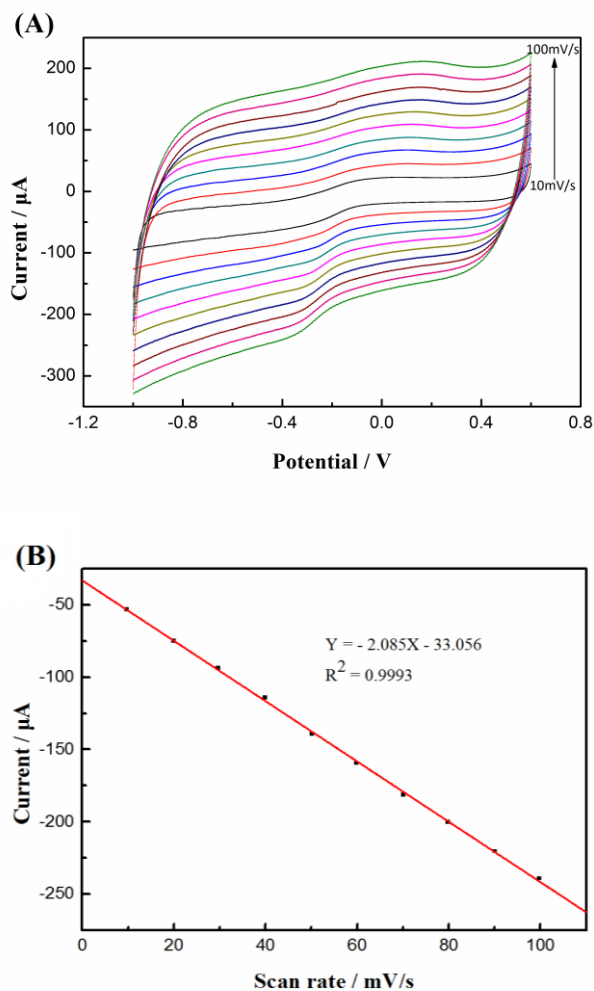 (A)
200
100
0
-100
-200
-300
Current / µA
100mV/s
10mV/s
-1.2 -0.8 -0.4 0.0 0.4 0.8
Potential / V
(B)
-50
-100
-150
-200
-250
Current / µA
Y = - 2.085X - 33.056
R² = 0.9993
0 20 40 60 80 100
Scan rate / mV/s